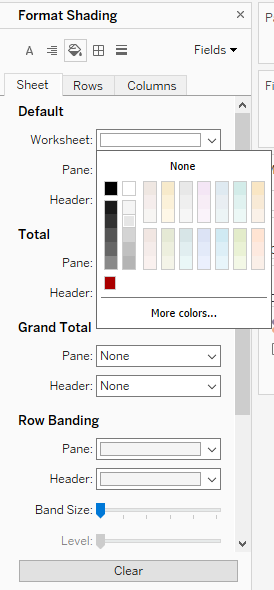 Format Shading
A
Fields
Sheet Rows Columns
Default
Worksheet:
Pane:
Header:
None
More colors...
Total
Pane:
Header:
Grand Total
Pane: None
Header: None
Row Banding
Pane:
Header:
Band Size:
Level:
Clear